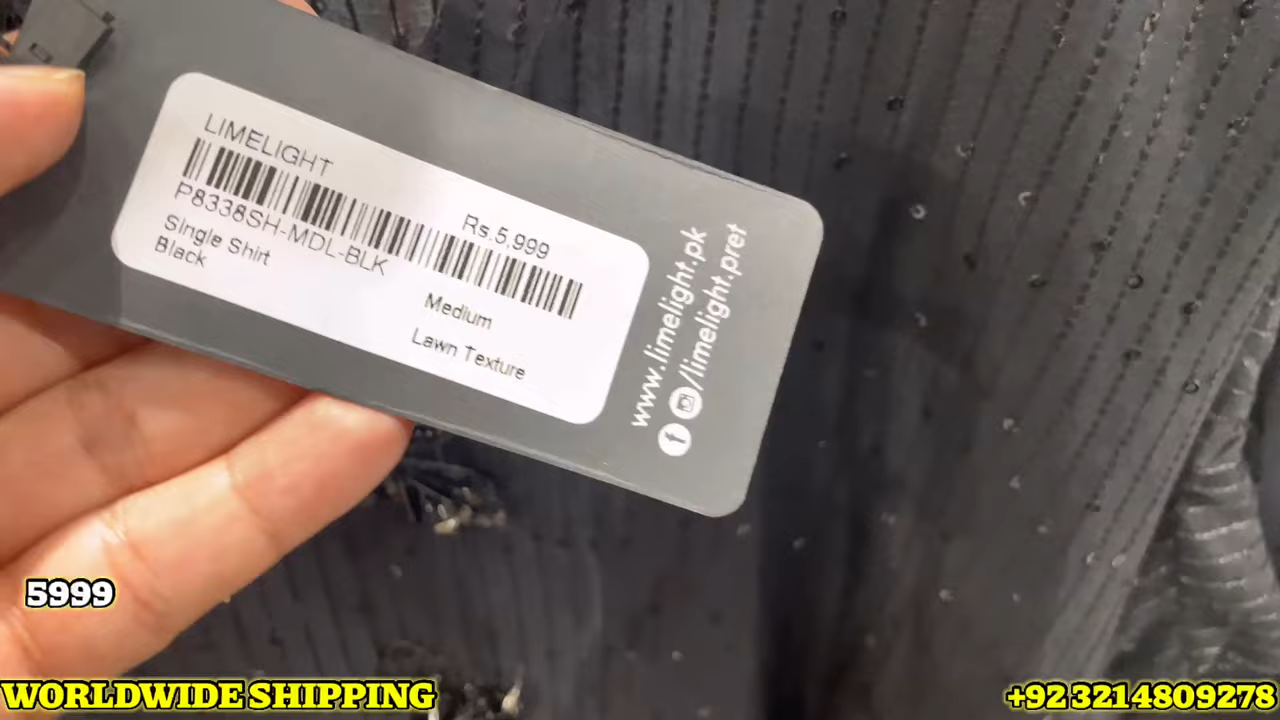 LIMELIGHT
P8338SH-MDL-BLK
Rs.5,999
Single Shirt
Black
Medium
Lawn Texture
www.limelight.pk
/limelight.pret
5999
WORLDWIDE SHIPPING
+92 3214809278